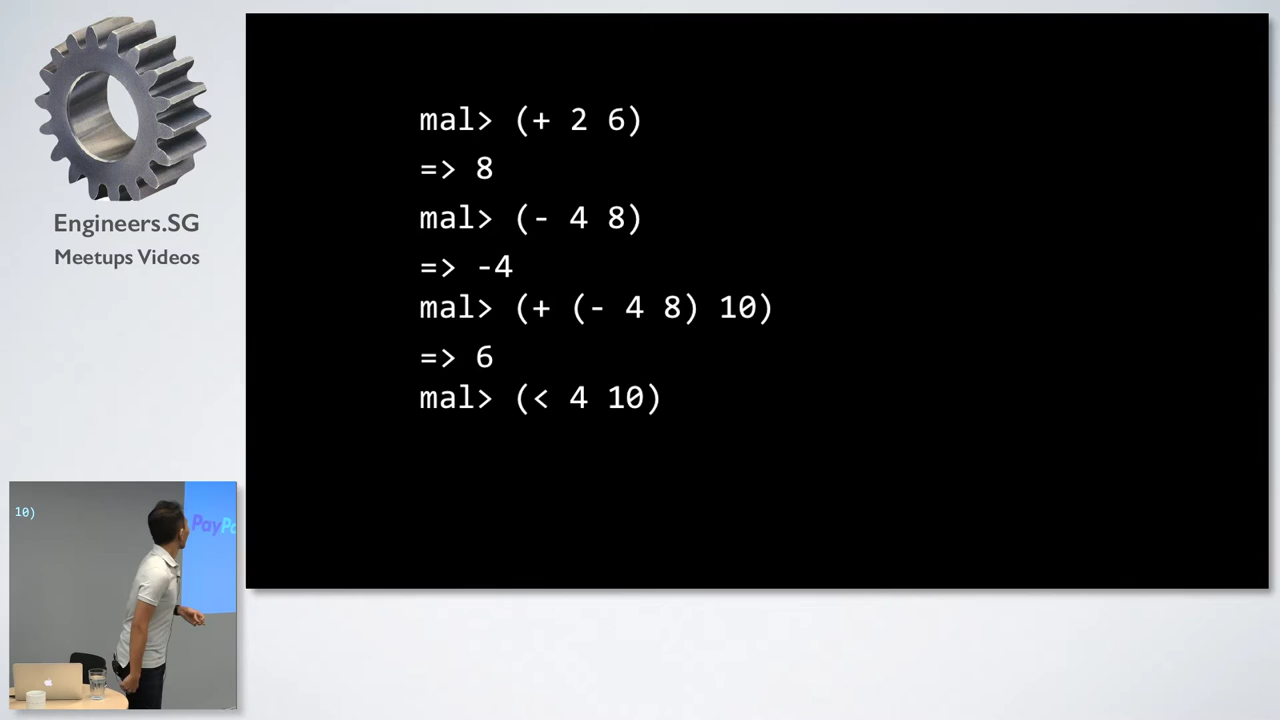 Engineers.SG
Meetups Videos
mal> (+ 2 6)
=> 8
mal> (- 4 8)
=> -4
mal> (+ (- 4 8) 10)
=> 6
mal> (< 4 10)
10)
PayPa